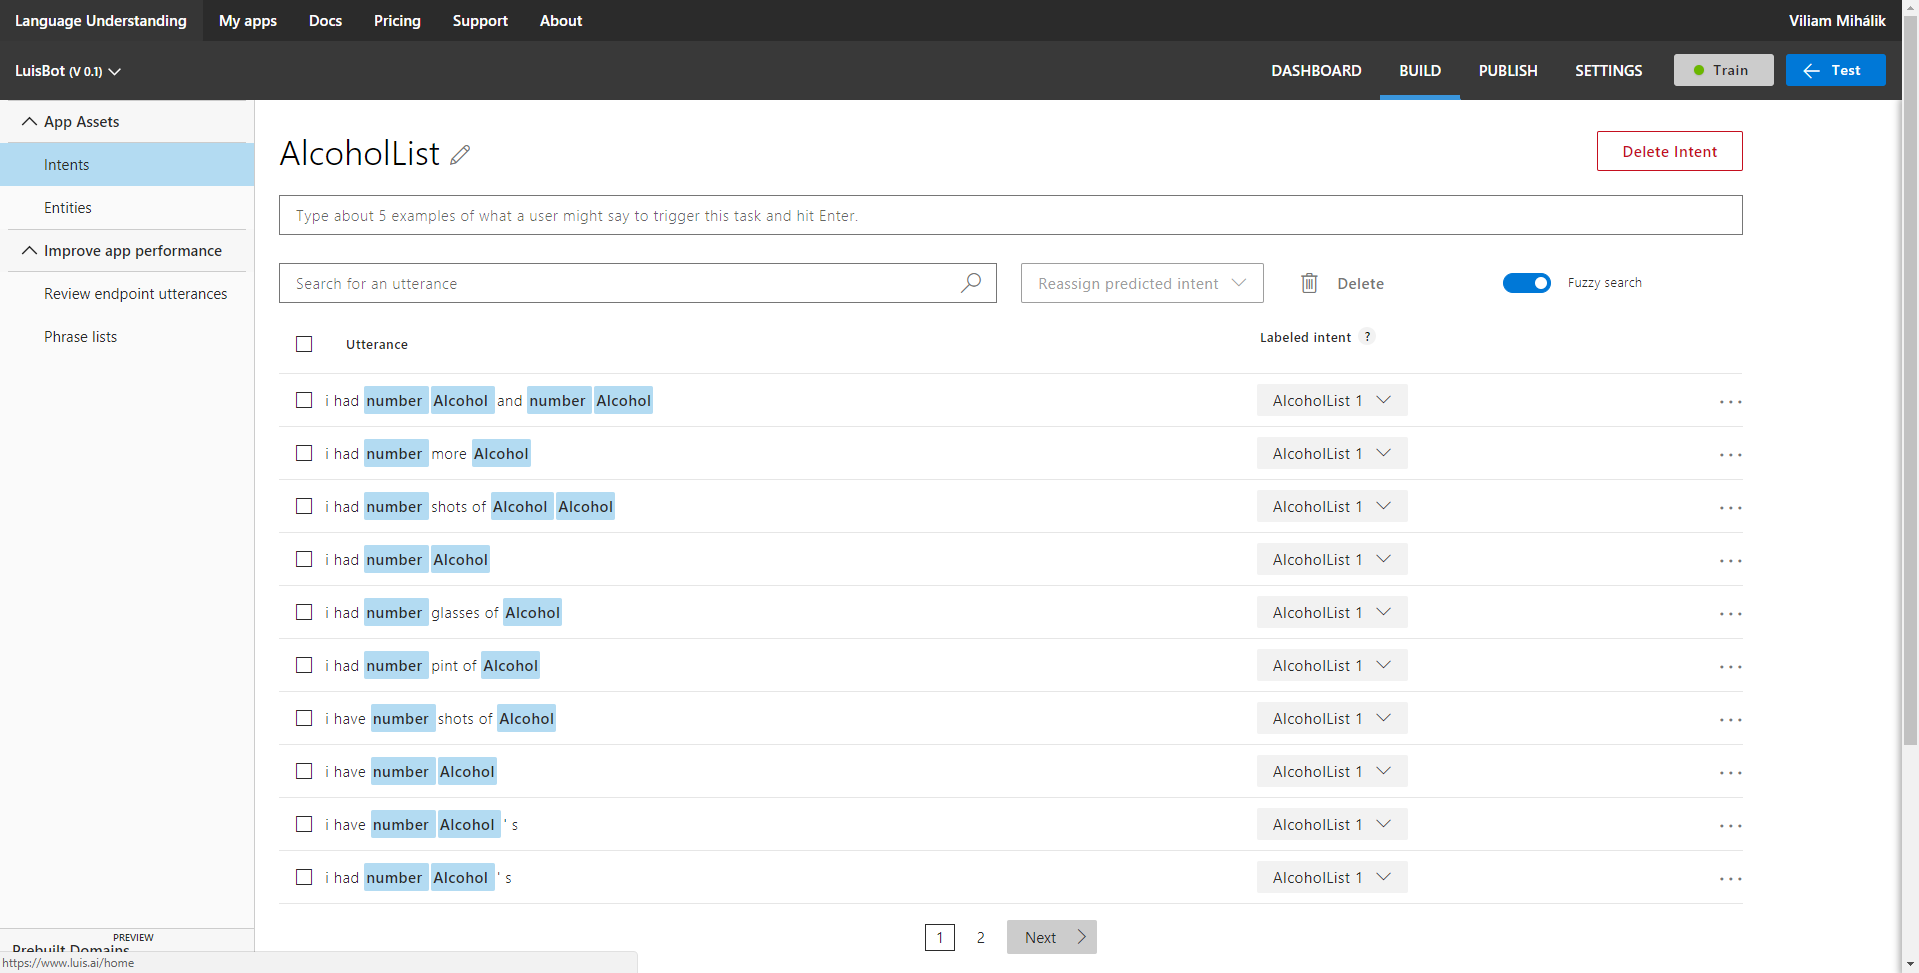 Language Understanding My apps Docs Pricing Support About Viliam Mihálik
LuisBot (V 0.1) DASHBOARD BUILD PUBLISH SETTINGS Train Test
App Assets
Intents
Entities
Improve app performance
Review endpoint utterances
Phrase lists
PREVIEW
Prebuilt Domains
https://www.luis.ai/home
AlcoholList
Delete Intent
Type about 5 examples of what a user might say to trigger this task and hit Enter.
Search for an utterance Reassign predicted intent Delete Fuzzy search
Utterance Labeled intent ?
i had number Alcohol and number Alcohol AlcoholList 1 ...
i had number more Alcohol AlcoholList 1 ...
i had number shots of Alcohol Alcohol AlcoholList 1 ...
i had number Alcohol AlcoholList 1 ...
i had number glasses of Alcohol AlcoholList 1 ...
i had number pint of Alcohol AlcoholList 1 ...
i have number shots of Alcohol AlcoholList 1 ...
i have number Alcohol AlcoholList 1 ...
i have number Alcohol ' s AlcoholList 1 ...
i had number Alcohol ' s AlcoholList 1 ...
1 2 Next